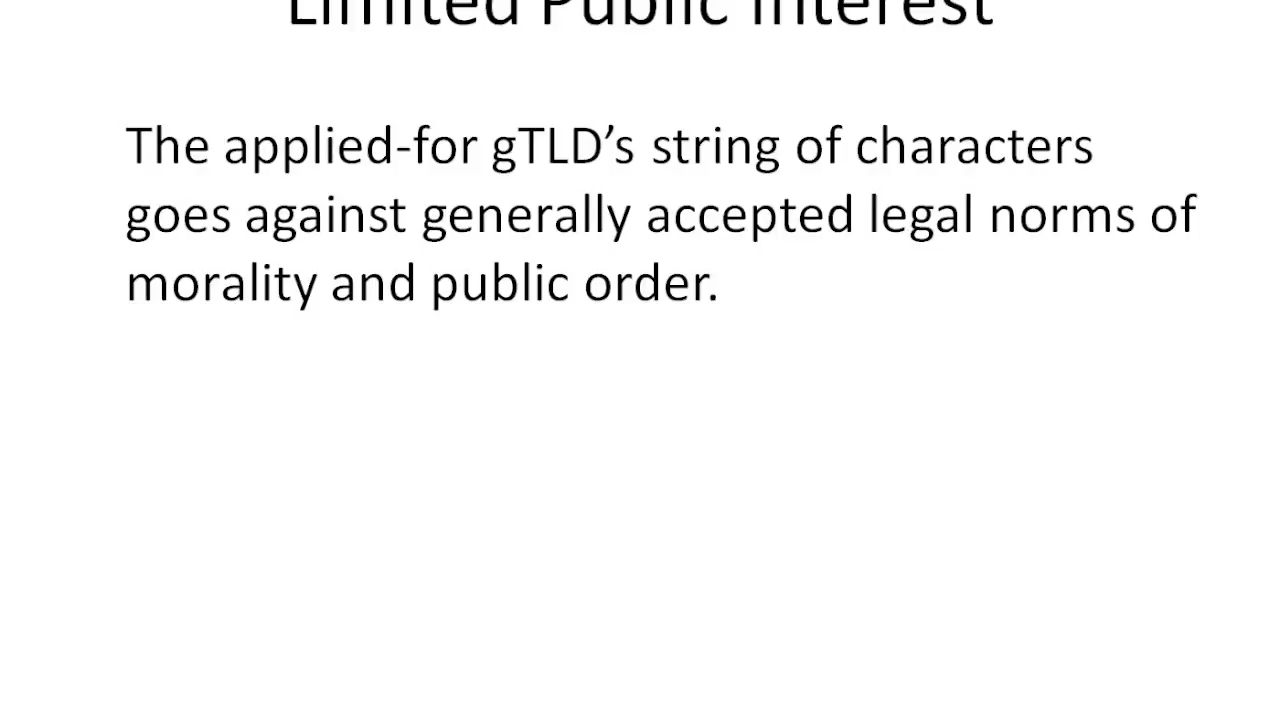 Limited Public Interest
The applied-for gTLD’s string of characters
goes against generally accepted legal norms of
morality and public order.